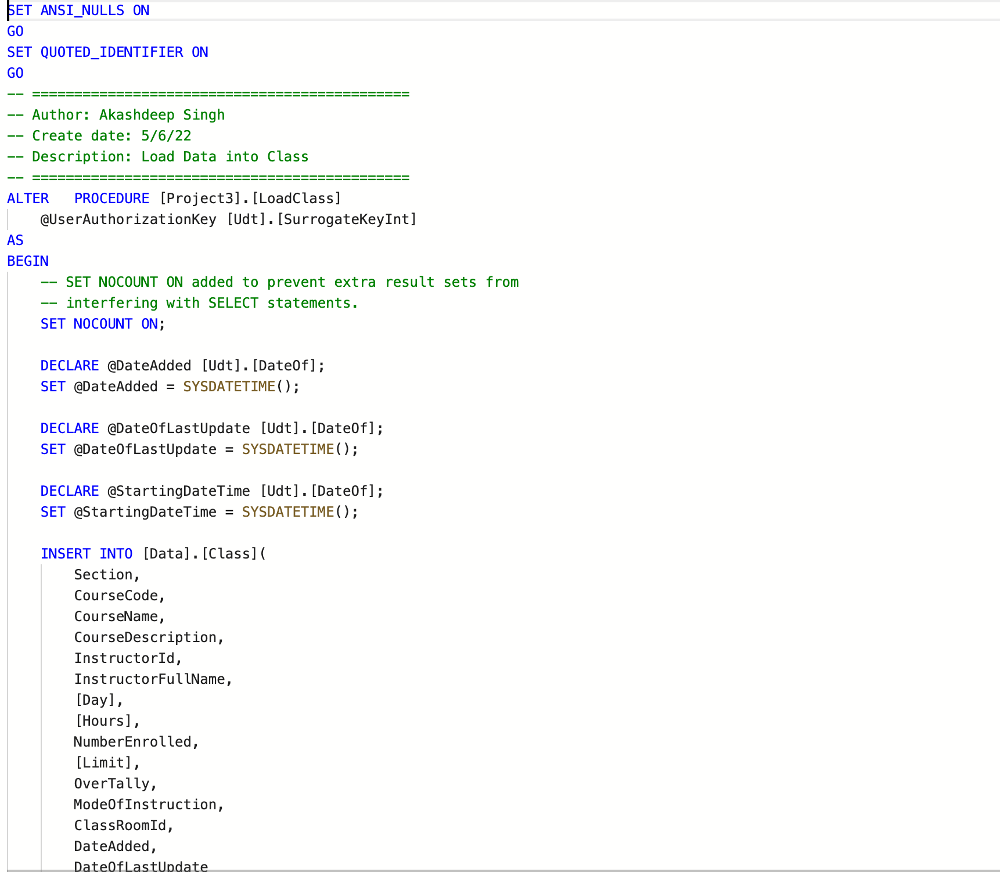 SET ANSI_NULLS ON
GO
SET QUOTED_IDENTIFIER ON
GO
-- =============================================
-- Author: Akashdeep Singh
-- Create date: 5/6/22
-- Description: Load Data into Class
-- =============================================
ALTER   PROCEDURE [Project3].[LoadClass]
    @UserAuthorizationKey [Udt].[SurrogateKeyInt]
AS
BEGIN
    -- SET NOCOUNT ON added to prevent extra result sets from
    -- interfering with SELECT statements.
    SET NOCOUNT ON;

    DECLARE @DateAdded [Udt].[DateOf];
    SET @DateAdded = SYSDATETIME();

    DECLARE @DateOfLastUpdate [Udt].[DateOf];
    SET @DateOfLastUpdate = SYSDATETIME();

    DECLARE @StartingDateTime [Udt].[DateOf];
    SET @StartingDateTime = SYSDATETIME();

    INSERT INTO [Data].[Class](
        Section,
        CourseCode,
        CourseName,
        CourseDescription,
        InstructorId,
        InstructorFullName,
        [Day],
        [Hours],
        NumberEnrolled,
        [Limit],
        OverTally,
        ModeOfInstruction,
        ClassRoomId,
        DateAdded,
        DateOfLastUpdate